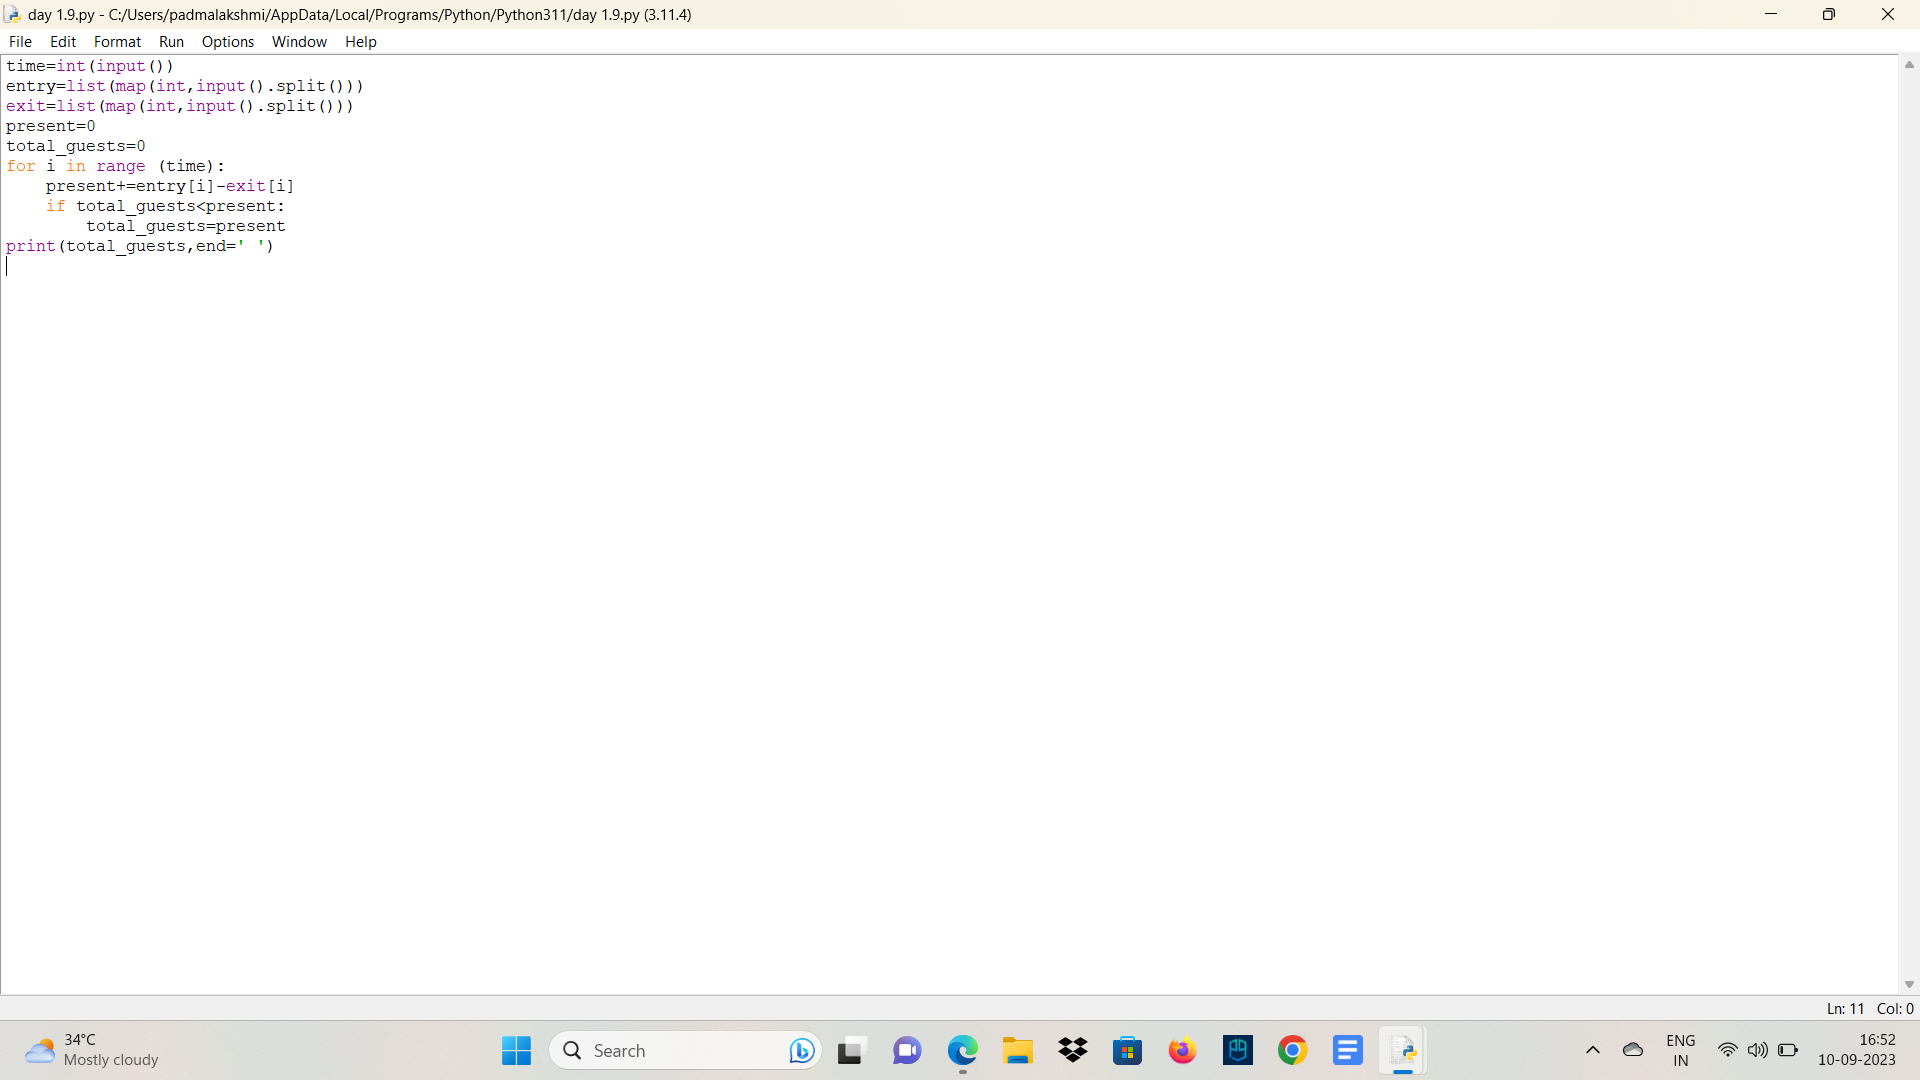 day 1.9.py - C:/Users/padmalakshmi/AppData/Local/Programs/Python/Python311/day 1.9.py (3.11.4)
File Edit Format Run Options Window Help
time=int(input())
entry=list(map(int,input().split()))
exit=list(map(int,input().split()))
present=0
total_guests=0
for i in range (time):
    present+=entry[i]-exit[i]
    if total_guests<present:
        total_guests=present
print(total_guests,end=' ')
Ln: 11 Col: 0
34°C
Mostly cloudy
Search
ENG
IN
16:52
10-09-2023